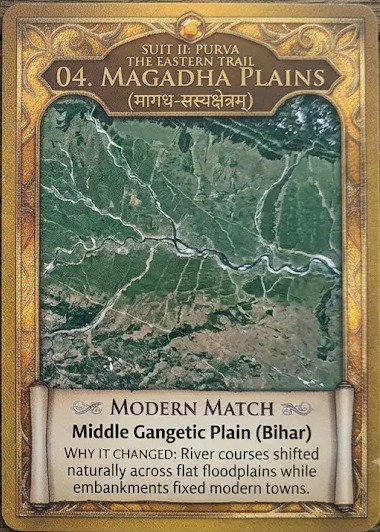 SUIT II: PURVA
THE EASTERN TRAIL
04. MAGADHA PLAINS
(मागध-सस्यक्षेत्रम्)
MODERN MATCH
Middle Gangetic Plain (Bihar)
WHY IT CHANGED: River courses shifted
naturally across flat floodplains while
embankments fixed modern towns.